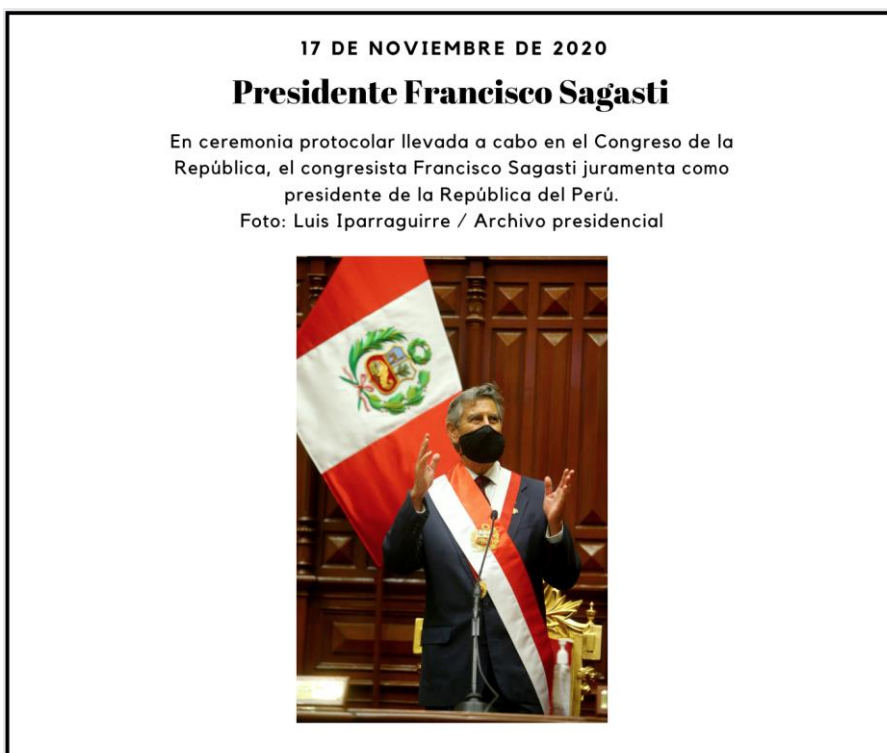 17 DE NOVIEMBRE DE 2020
Presidente Francisco Sagasti
En ceremonia protocolar llevada a cabo en el Congreso de la
República, el congresista Francisco Sagasti juramenta como
presidente de la República del Perú.
Foto: Luis Iparraguirre / Archivo presidencial